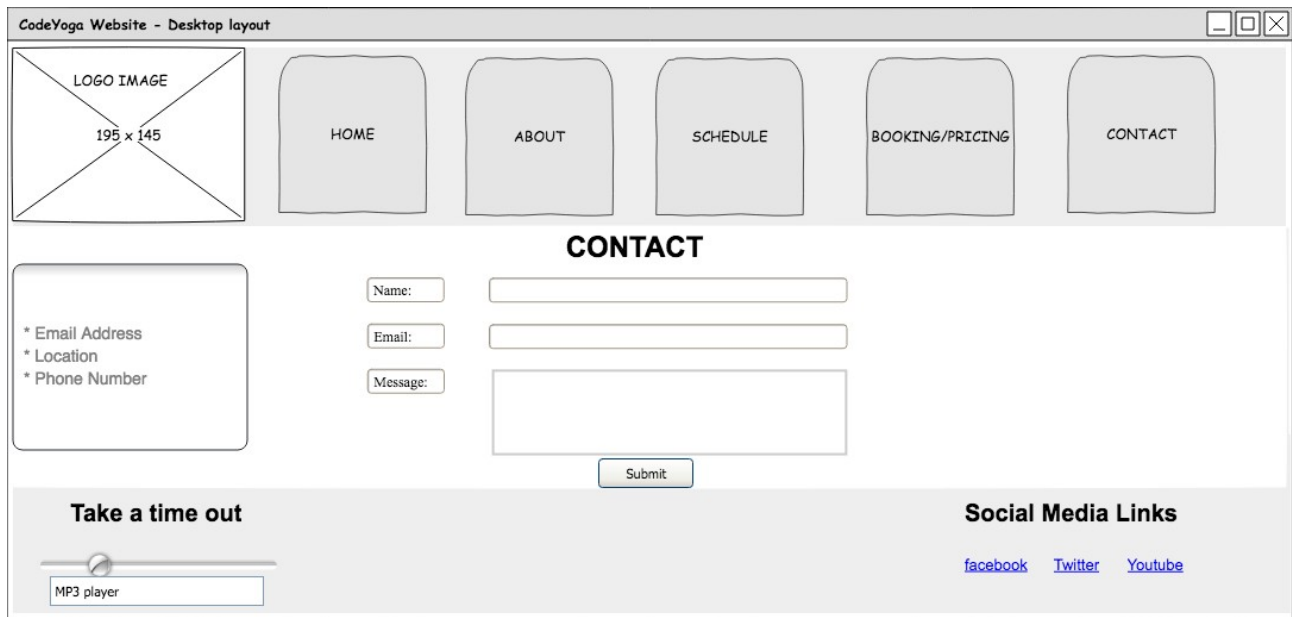 CodeYoga Website - Desktop layout
LOGO IMAGE
195 x 145
HOME
ABOUT
SCHEDULE
BOOKING/PRICING
CONTACT
CONTACT
* Email Address
* Location
* Phone Number
Name:
Email:
Message:
Submit
Take a time out
MP3 player
Social Media Links
facebook Twitter Youtube